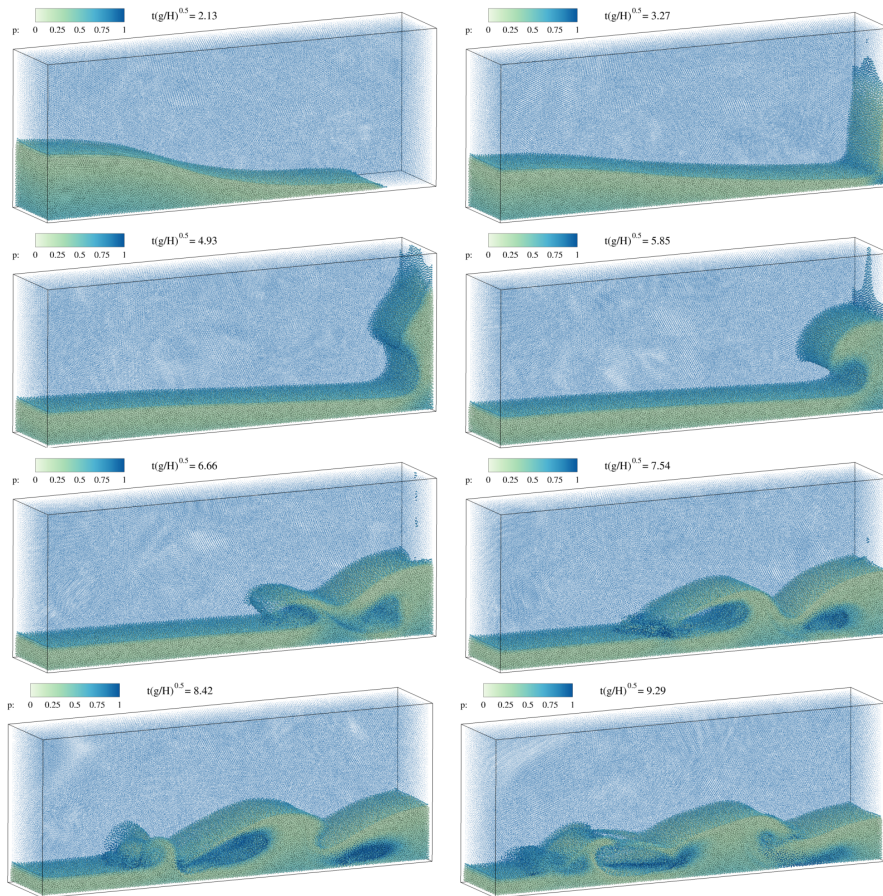 t(g/H)^0.5 = 2.13
p: 0 0.25 0.5 0.75 1
t(g/H)^0.5 = 3.27
p: 0 0.25 0.5 0.75 1
t(g/H)^0.5 = 4.93
p: 0 0.25 0.5 0.75 1
t(g/H)^0.5 = 5.85
p: 0 0.25 0.5 0.75 1
t(g/H)^0.5 = 6.66
p: 0 0.25 0.5 0.75 1
t(g/H)^0.5 = 7.54
p: 0 0.25 0.5 0.75 1
t(g/H)^0.5 = 8.42
p: 0 0.25 0.5 0.75 1
t(g/H)^0.5 = 9.29
p: 0 0.25 0.5 0.75 1